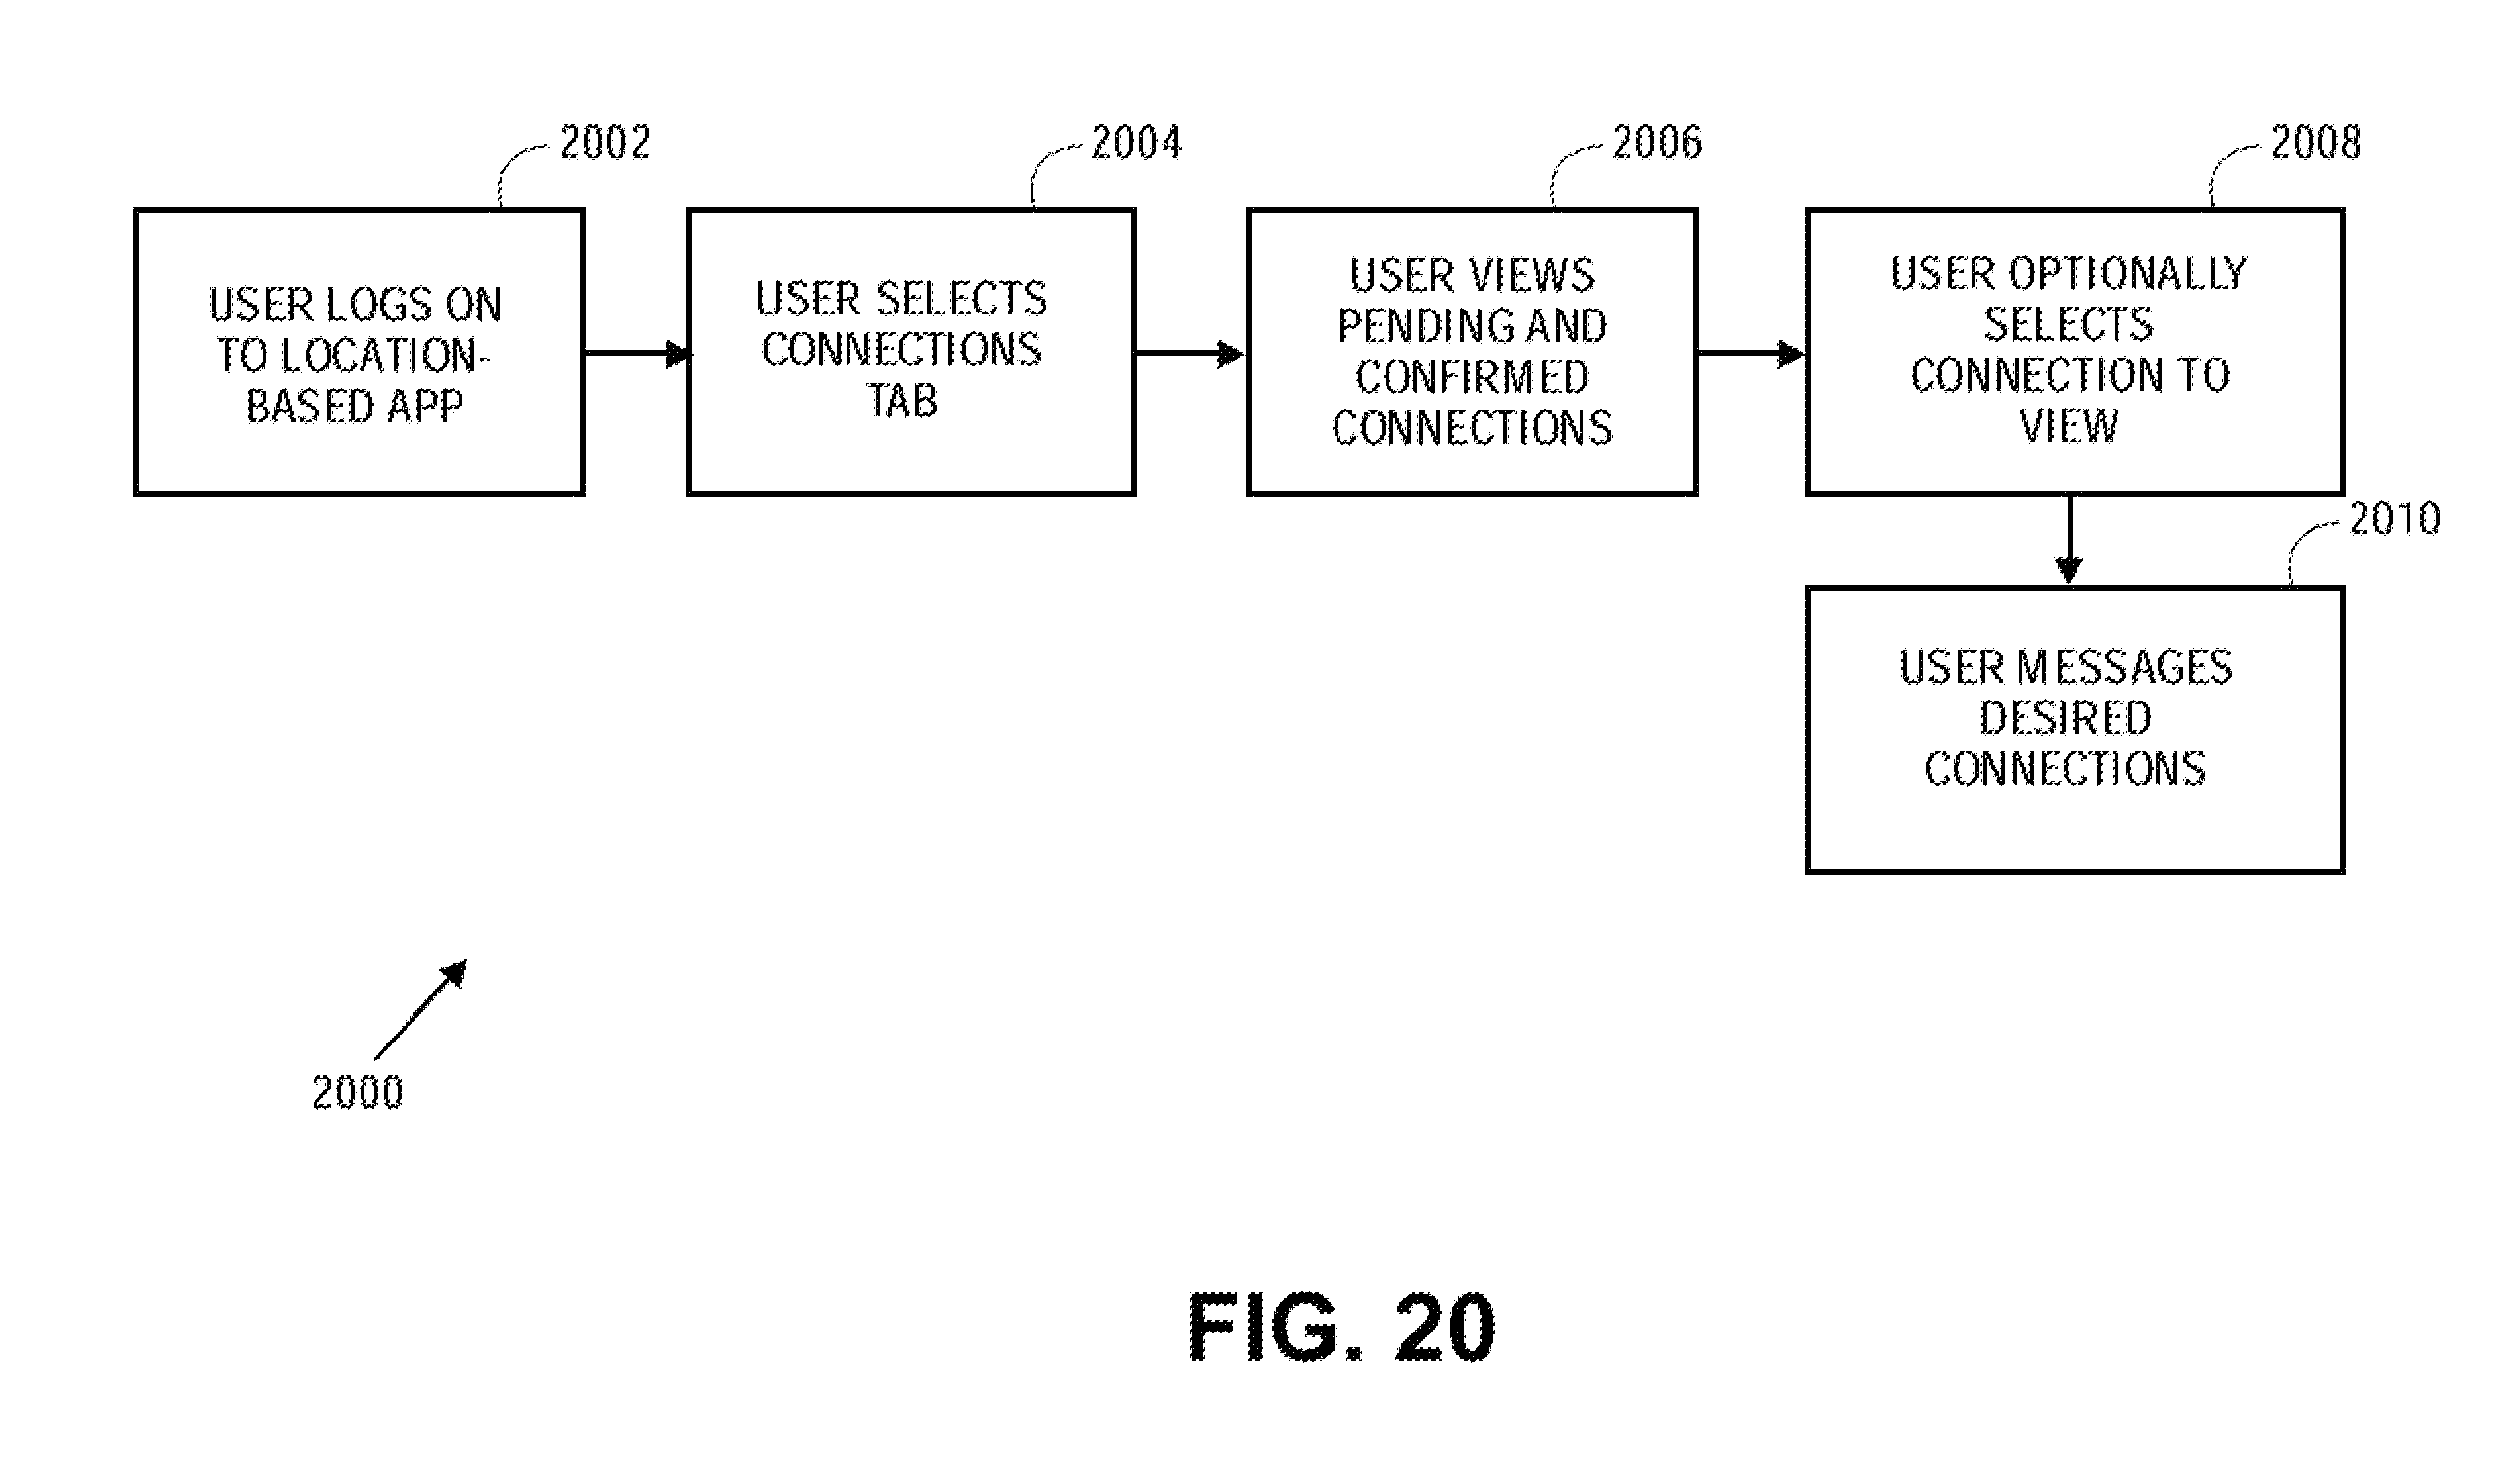 2002
USER LOGS ON
TO LOCATION-
BASED APP
2004
USER SELECTS
CONNECTIONS
TAB
2006
USER VIEWS
PENDING AND
CONFIRMED
CONNECTIONS
2008
USER OPTIONALLY
SELECTS
CONNECTION TO
VIEW
2010
USER MESSAGES
DESIRED
CONNECTIONS
2000
FIG. 20